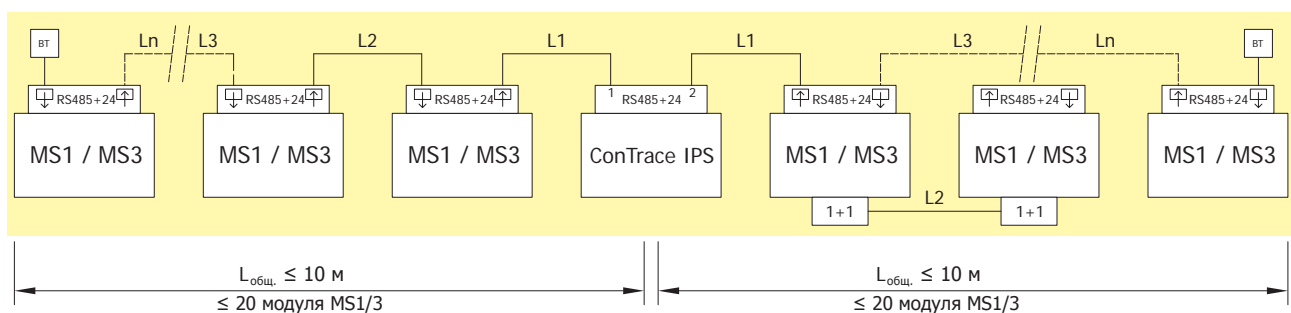 Ln L3 L2 L1 L1 L3 Ln
ВТ ВТ
RS485+24 RS485+24 RS485+24 1 RS485+24 2 RS485+24 RS485+24 RS485+24
MS1 / MS3 MS1 / MS3 MS1 / MS3 ConTrace IPS MS1 / MS3 MS1 / MS3 MS1 / MS3
1+1 L2 1+1
Lобщ. ≤ 10 м Lобщ. ≤ 10 м
≤ 20 модуля MS1/3 ≤ 20 модуля MS1/3